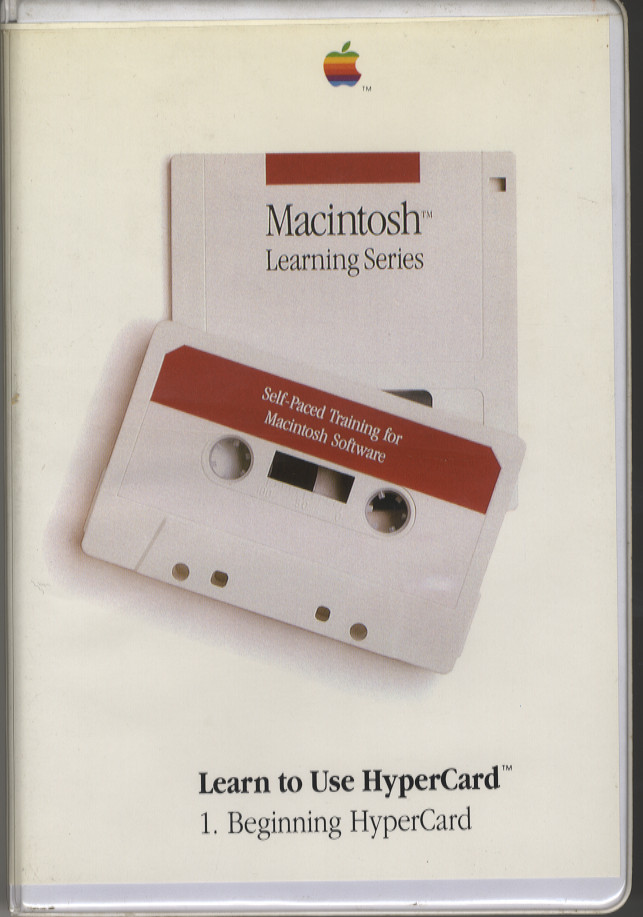 TM
Macintosh™
Learning Series
Self-Paced Training for
Macintosh Software
Learn to Use HyperCard™
1. Beginning HyperCard